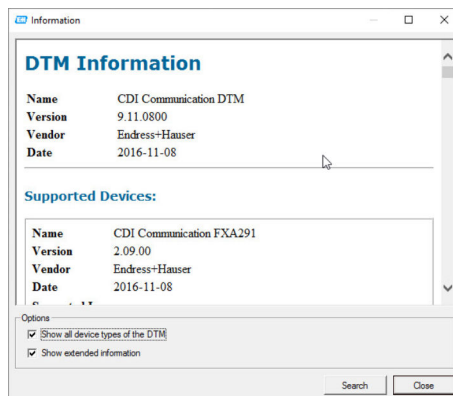 Information
DTM Information
Name CDI Communication DTM
Version 9.11.0800
Vendor Endress+Hauser
Date 2016-11-08
Supported Devices:
Name CDI Communication FXA291
Version 2.09.00
Vendor Endress+Hauser
Date 2016-11-08
Options
Show all device types of the DTM
Show extended information
Search Close